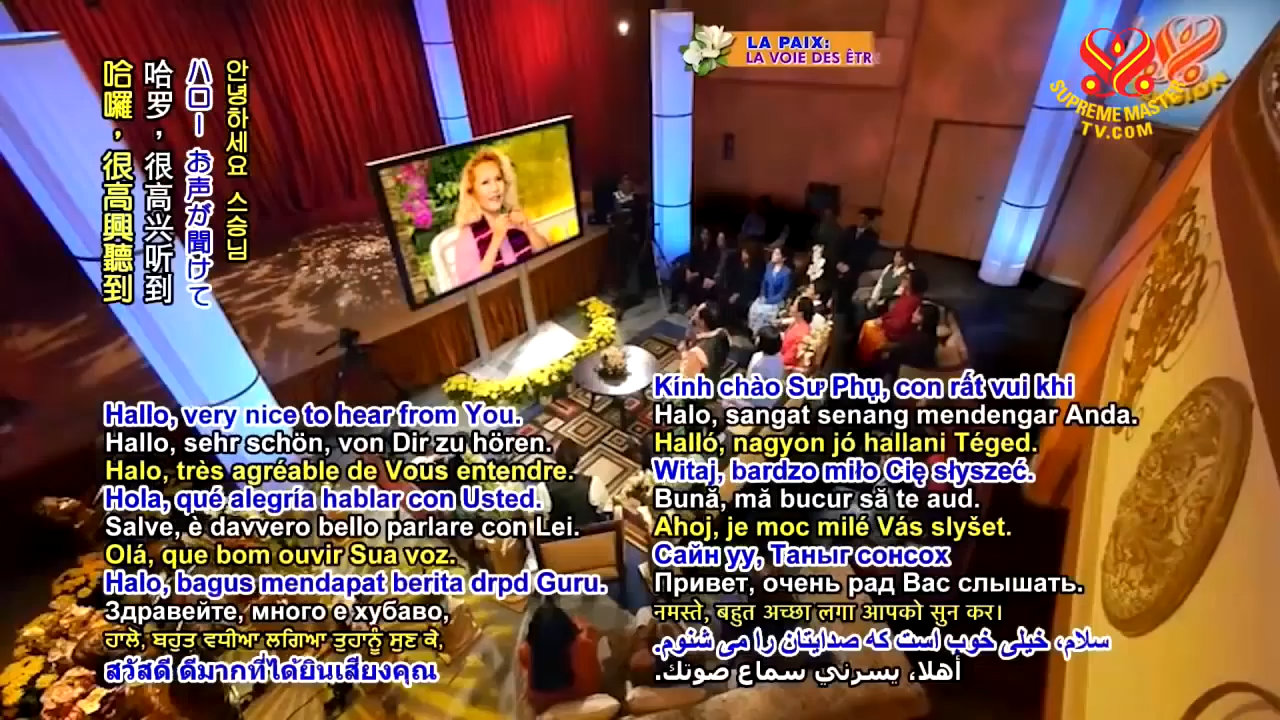 LA PAIX:
LA VOIE DES ÊTR
SUPREME MASTER
TV.COM
안녕하세요 스승님
ハロー お声が聞けて
哈罗，很高兴听到
哈囉，很高興聽到
Hallo, very nice to hear from You.
Hallo, sehr schön, von Dir zu hören.
Halo, très agréable de Vous entendre.
Hola, qué alegría hablar con Usted.
Salve, è davvero bello parlare con Lei.
Olá, que bom ouvir Sua voz.
Halo, bagus mendapat berita drpd Guru.
Здравейте, много е хубаво,
ਹਾਲੋ, ਬਹੁਤ ਵਧੀਆ ਲਗਿਆ ਤੁਹਾਨੂੰ ਸੁਣ ਕੇ,
สวัสดี ดีมากที่ได้ยินเสียงคุณ
Kính chào Sư Phụ, con rất vui khi
Halo, sangat senang mendengar Anda.
Halló, nagyon jó hallani Téged.
Witaj, bardzo miło Cię słyszeć.
Bună, mă bucur să te aud.
Ahoj, je moc milé Vás slyšet.
Сайн уу, Таныг сонсох
Привет, очень рад Вас слышать.
नमस्ते, बहुत अच्छा लगा आपको सुन कर।
سلام، خیلی خوب است که صدایتان را می شنوم.
أهلا، يسرني سماع صوتك.